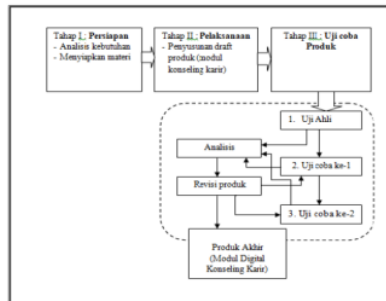 Tahap I : Persiapan
- Analisis kebutuhan
- Menyiapkan materi
Tahap II : Pelaksanaan
- Penyusunan draft
produk (modul
konseling karir)
Tahap III : Uji coba
Produk
1. Uji Ahli
Analisis
2. Uji coba ke-1
Revisi produk
3. Uji coba ke-2
Produk Akhir
(Modul Digital
Konseling Karir)